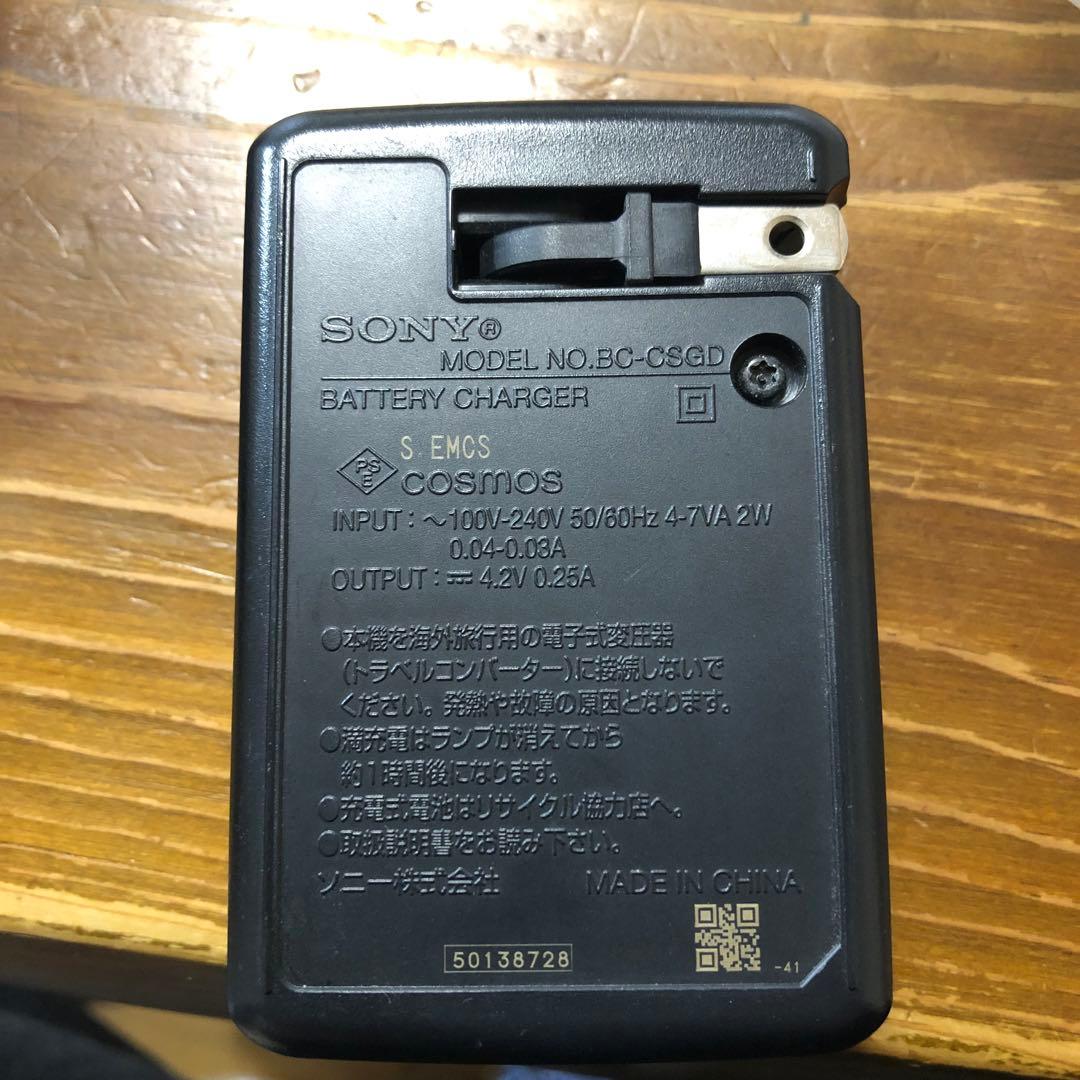 SONY®
MODEL NO.BC-CSGD
BATTERY CHARGER
S EMCS
PS
E
COSMOS
INPUT : ～100V-240V 50/60Hz 4-7VA 2W
0.04-0.03A
OUTPUT : ⎓ 4.2V 0.25A
○本機を海外旅行用の電子式変圧器
(トラベルコンバーター)に接続しないで
ください。発熱や故障の原因となります。
○満充電はランプが消えてから
約1時間後になります。
○充電式電池はリサイクル協力店へ。
○取扱説明書をお読み下さい。
ソニー株式会社 MADE IN CHINA
50138728
-41